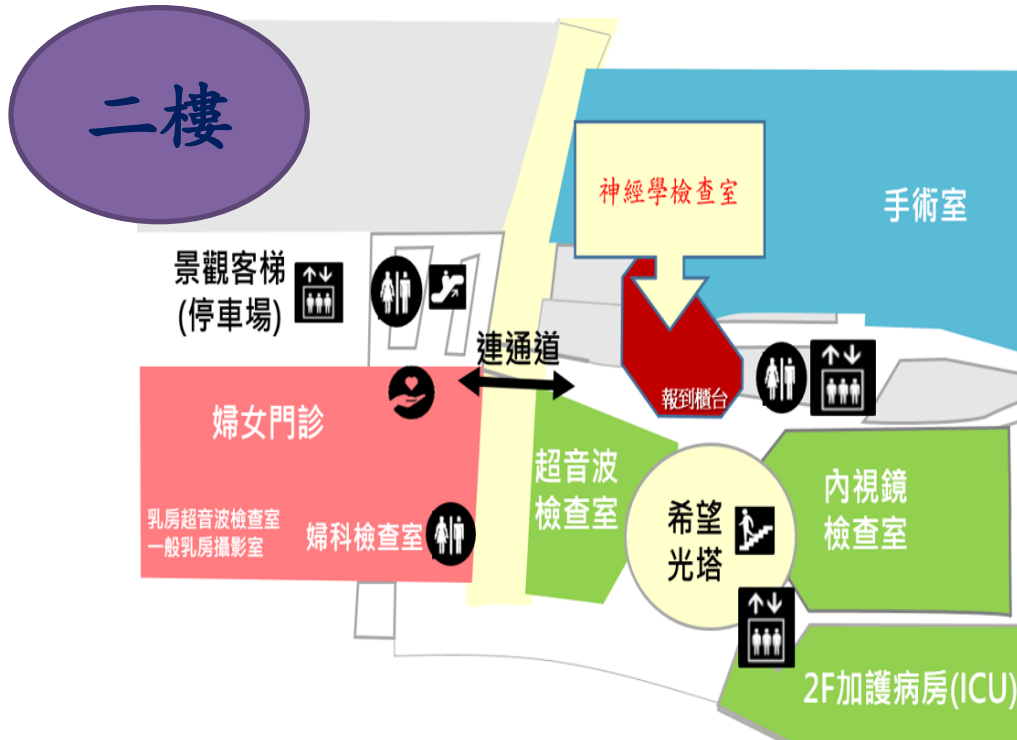 二樓
神經學檢查室
手術室
景觀客梯
(停車場)
連通道
報到櫃台
婦女門診
超音波
檢查室
希望
光塔
內視鏡
檢查室
乳房超音波檢查室
一般乳房攝影室
婦科檢查室
2F加護病房(ICU)